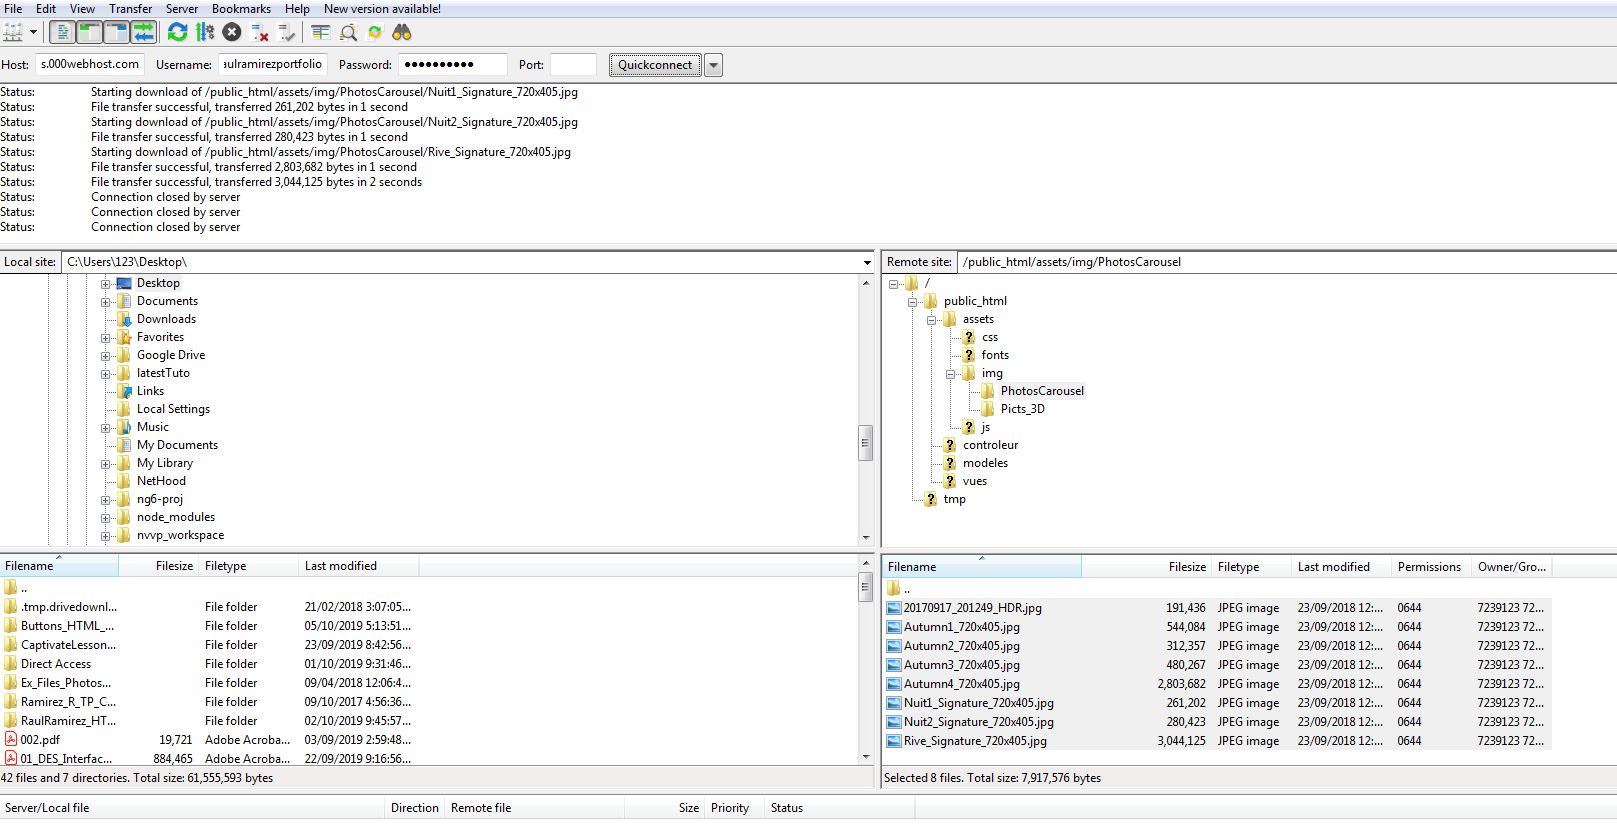 File Edit View Transfer Server Bookmarks Help New version available!
Host: s.000webhost.com Username: ulramirezportfolio Password: ●●●●●●●●●● Port: Quickconnect
Status: Starting download of /public_html/assets/img/PhotosCarousel/Nuit1_Signature_720x405.jpg
Status: File transfer successful, transferred 261,202 bytes in 1 second
Status: Starting download of /public_html/assets/img/PhotosCarousel/Nuit2_Signature_720x405.jpg
Status: File transfer successful, transferred 280,423 bytes in 1 second
Status: Starting download of /public_html/assets/img/PhotosCarousel/Rive_Signature_720x405.jpg
Status: File transfer successful, transferred 2,803,682 bytes in 1 second
Status: File transfer successful, transferred 3,044,125 bytes in 2 seconds
Status: Connection closed by server
Status: Connection closed by server
Status: Connection closed by server
Local site: C:\Users\123\Desktop\
Desktop
Documents
Downloads
Favorites
Google Drive
latestTuto
Links
Local Settings
Music
My Documents
My Library
NetHood
ng6-proj
node_modules
nvvp_workspace
Remote site: /public_html/assets/img/PhotosCarousel
/
public_html
assets
? css
? fonts
img
PhotosCarousel
Picts_3D
? js
? controleur
? modeles
? vues
? tmp
Filename Filesize Filetype Last modified
..
.tmp.drivedownl... File folder 21/02/2018 3:07:05...
Buttons_HTML_... File folder 05/10/2019 5:13:51...
CaptivateLesson... File folder 23/09/2019 8:42:56...
Direct Access File folder 01/10/2019 9:31:46...
Ex_Files_Photos... File folder 09/04/2018 12:06:4...
Ramirez_R_TP_C... File folder 09/10/2017 4:56:36...
RaulRamirez_HT... File folder 02/10/2019 9:45:57...
002.pdf 19,721 Adobe Acroba... 03/09/2019 2:59:48...
01_DES_Interfac... 884,465 Adobe Acroba... 22/09/2019 9:16:56...
42 files and 7 directories. Total size: 61,555,593 bytes
Filename Filesize Filetype Last modified Permissions Owner/Gro...
..
20170917_201249_HDR.jpg 191,436 JPEG image 23/09/2018 12:... 0644 7239123 72...
Autumn1_720x405.jpg 544,084 JPEG image 23/09/2018 12:... 0644 7239123 72...
Autumn2_720x405.jpg 312,357 JPEG image 23/09/2018 12:... 0644 7239123 72...
Autumn3_720x405.jpg 480,267 JPEG image 23/09/2018 12:... 0644 7239123 72...
Autumn4_720x405.jpg 2,803,682 JPEG image 23/09/2018 12:... 0644 7239123 72...
Nuit1_Signature_720x405.jpg 261,202 JPEG image 23/09/2018 12:... 0644 7239123 72...
Nuit2_Signature_720x405.jpg 280,423 JPEG image 23/09/2018 12:... 0644 7239123 72...
Rive_Signature_720x405.jpg 3,044,125 JPEG image 23/09/2018 12:... 0644 7239123 72...
Selected 8 files. Total size: 7,917,576 bytes
Server/Local file Direction Remote file Size Priority Status